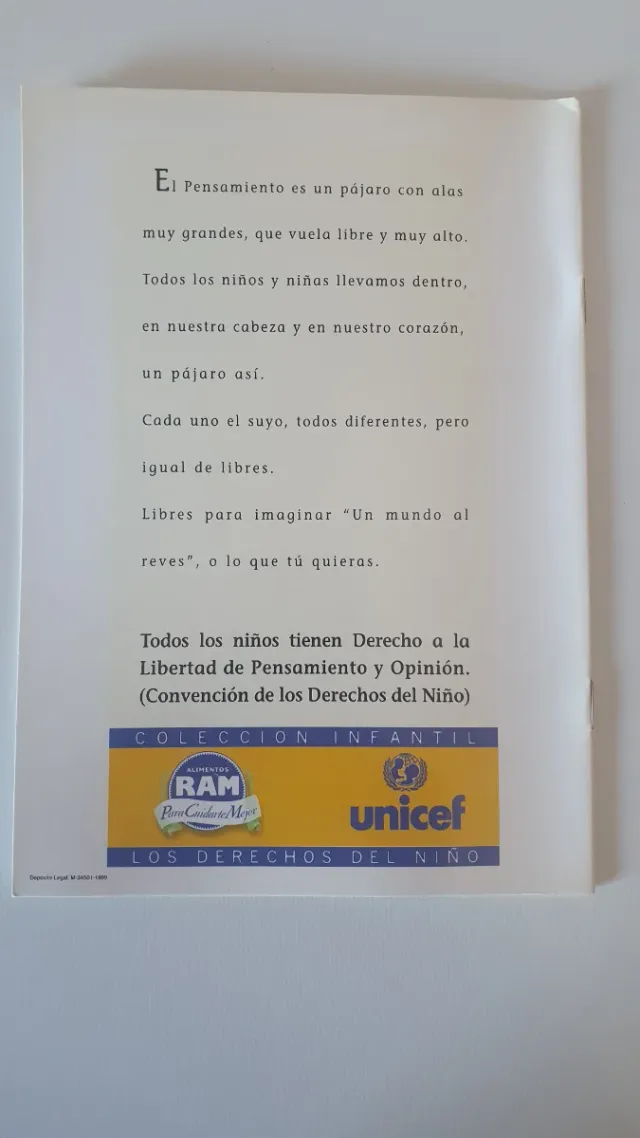 El Pensamiento es un pájaro con alas
muy grandes, que vuela libre y muy alto.
Todos los niños y niñas llevamos dentro,
en nuestra cabeza y en nuestro corazón,
un pájaro así.
Cada uno el suyo, todos diferentes, pero
igual de libres.
Libres para imaginar "Un mundo al
reves", o lo que tú quieras.
Todos los niños tienen Derecho a la
Libertad de Pensamiento y Opinión.
(Convención de los Derechos del Niño)
COLECCION INFANTIL
ALIMENTOS
RAM
Para Cuidarte Mejor
unicef
LOS DERECHOS DEL NIÑO
Deposito Legal: